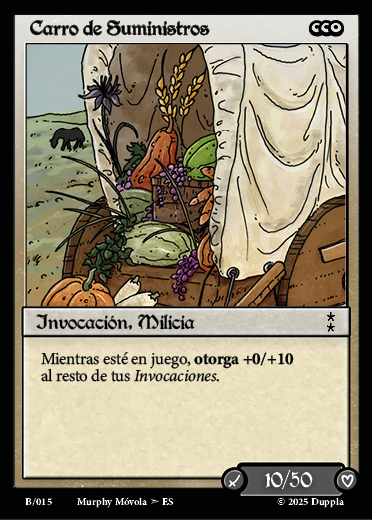 Carro de Suministros
CCO
Invocación, Milicia
*
*
Mientras esté en juego, otorga +0/+10
al resto de tus Invocaciones.
10/50
B/015 Murphy Móvola ➣ ES © 2025 Duppla